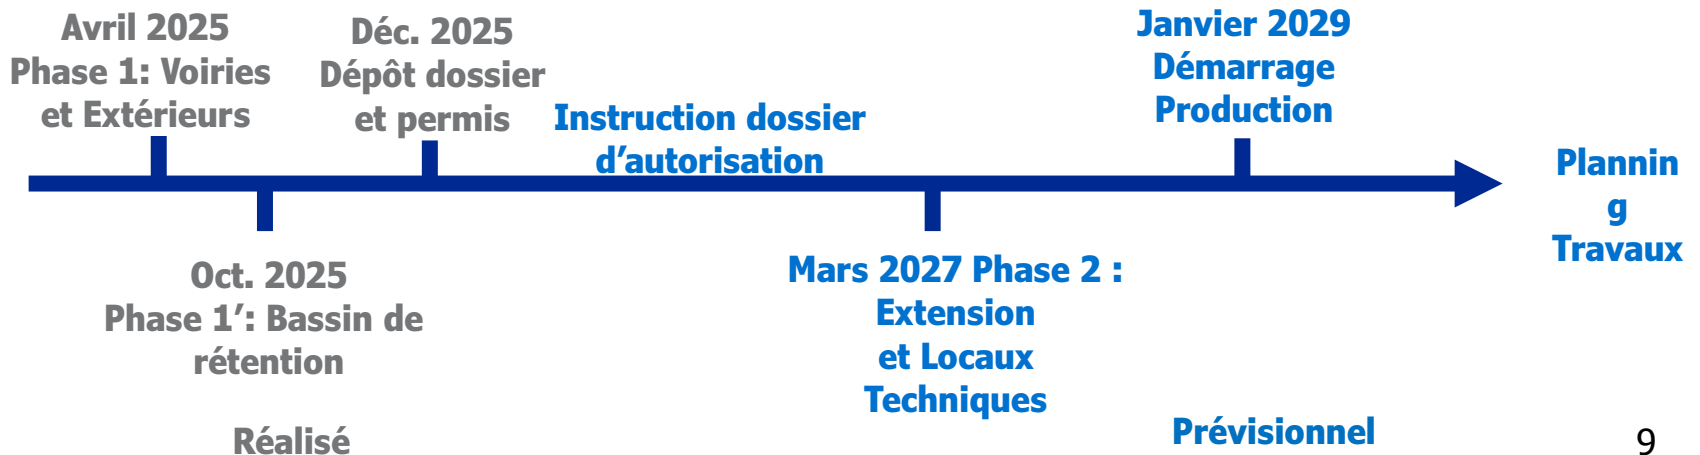 Avril 2025
Phase 1: Voiries
et Extérieurs
Déc. 2025
Dépôt dossier
et permis
Instruction dossier
d’autorisation
Janvier 2029
Démarrage
Production
Plannin
g
Travaux
Oct. 2025
Phase 1’: Bassin de
rétention
Mars 2027 Phase 2 :
Extension
et Locaux
Techniques
Réalisé
Prévisionnel
9